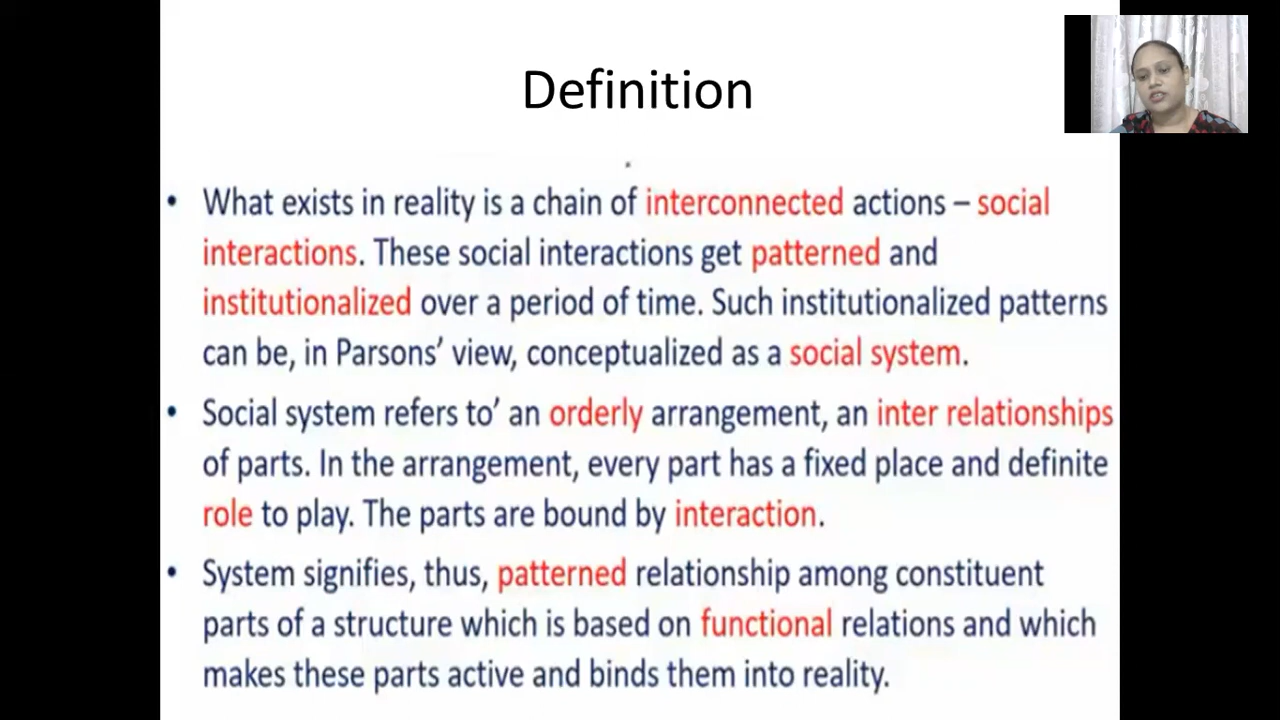 Definition
• What exists in reality is a chain of interconnected actions – social
interactions. These social interactions get patterned and
institutionalized over a period of time. Such institutionalized patterns
can be, in Parsons’ view, conceptualized as a social system.
• Social system refers to’ an orderly arrangement, an inter relationships
of parts. In the arrangement, every part has a fixed place and definite
role to play. The parts are bound by interaction.
• System signifies, thus, patterned relationship among constituent
parts of a structure which is based on functional relations and which
makes these parts active and binds them into reality.